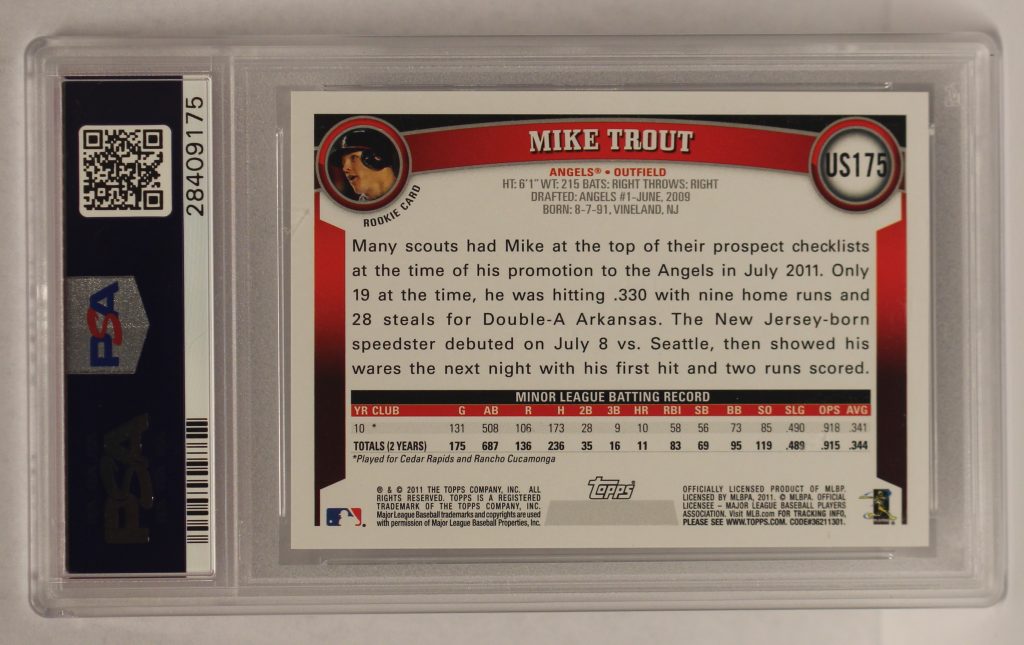 28409175
PSA
PSA
MIKE TROUT
US175
ROOKIE CARD
ANGELS® • OUTFIELD
HT: 6'1" WT: 215 BATS: RIGHT THROWS: RIGHT
DRAFTED: ANGELS #1-JUNE, 2009
BORN: 8-7-91, VINELAND, NJ
Many scouts had Mike at the top of their prospect checklists
at the time of his promotion to the Angels in July 2011. Only
19 at the time, he was hitting .330 with nine home runs and
28 steals for Double-A Arkansas. The New Jersey-born
speedster debuted on July 8 vs. Seattle, then showed his
wares the next night with his first hit and two runs scored.
MINOR LEAGUE BATTING RECORD
YR CLUB G AB R H 2B 3B HR RBI SB BB SO SLG OPS AVG
10 * 131 508 106 173 28 9 10 58 56 73 85 .490 .918 .341
TOTALS (2 YEARS) 175 687 136 236 35 16 11 83 69 95 119 .489 .915 .344
*Played for Cedar Rapids and Rancho Cucamonga
® & © 2011 THE TOPPS COMPANY, INC. ALL
RIGHTS RESERVED. TOPPS IS A REGISTERED
TRADEMARK OF THE TOPPS COMPANY, INC.
Major League Baseball trademarks and copyrights are used
with permission of Major League Baseball Properties, Inc.
topps
OFFICIALLY LICENSED PRODUCT OF MLBP.
LICENSED BY MLBPA, 2011. © MLBPA. OFFICIAL
LICENSEE – MAJOR LEAGUE BASEBALL PLAYERS
ASSOCIATION. Visit MLB.com FOR TRACKING INFO,
PLEASE SEE WWW.TOPPS.COM. CODE#36211301.